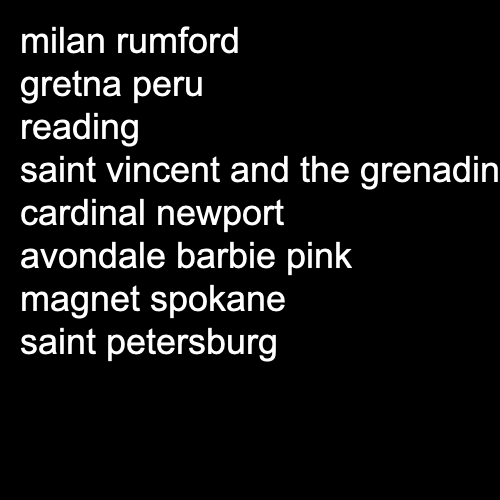 milan rumford
gretna peru
reading
saint vincent and the grenadin
cardinal newport
avondale barbie pink
magnet spokane
saint petersburg